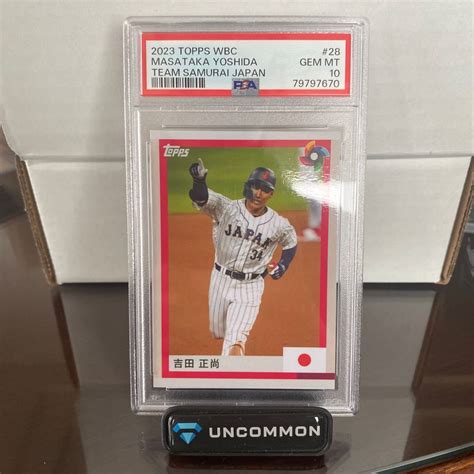 2023 TOPPS WBC #28
MASATAKA YOSHIDA GEM MT
TEAM SAMURAI JAPAN 10
PSA 79797670
Topps
JAPAN
34
吉田 正尚
UNCOMMON